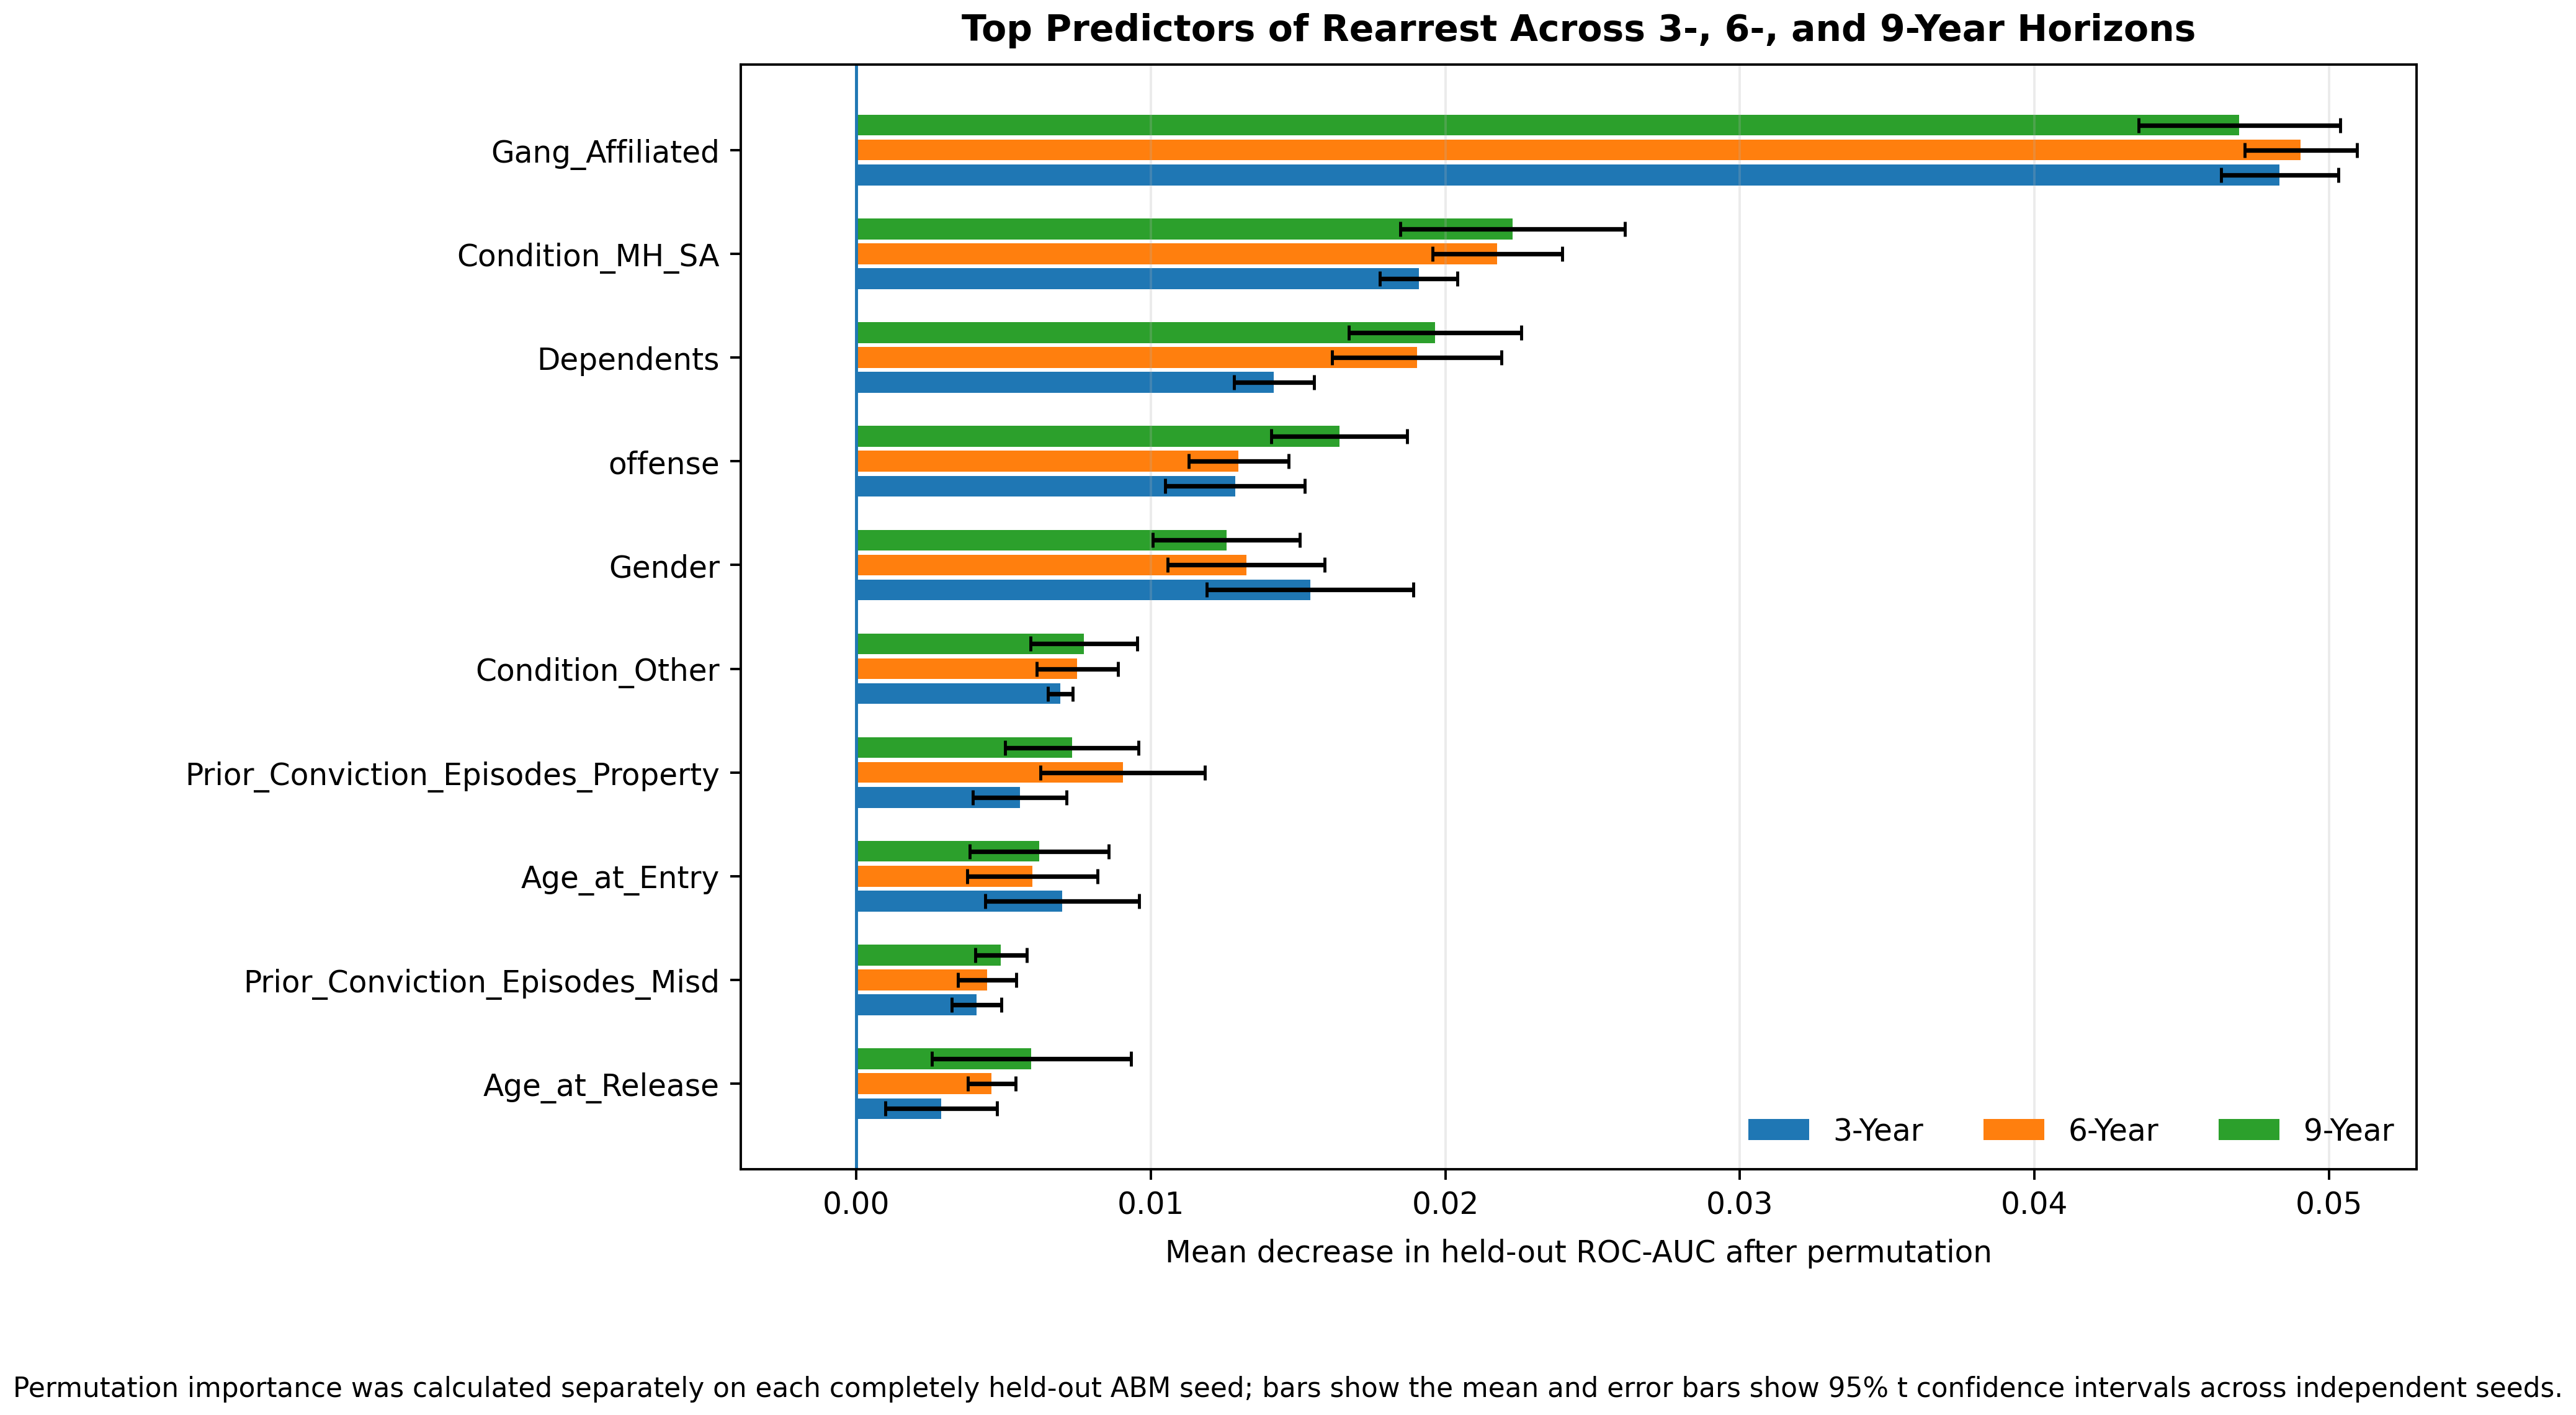 Top Predictors of Rearrest Across 3-, 6-, and 9-Year Horizons
Gang_Affiliated
Condition_MH_SA
Dependents
offense
Gender
Condition_Other
Prior_Conviction_Episodes_Property
Age_at_Entry
Prior_Conviction_Episodes_Misd
Age_at_Release
3-Year 6-Year 9-Year
0.00 0.01 0.02 0.03 0.04 0.05
Mean decrease in held-out ROC-AUC after permutation
Permutation importance was calculated separately on each completely held-out ABM seed; bars show the mean and error bars show 95% t confidence intervals across independent seeds.